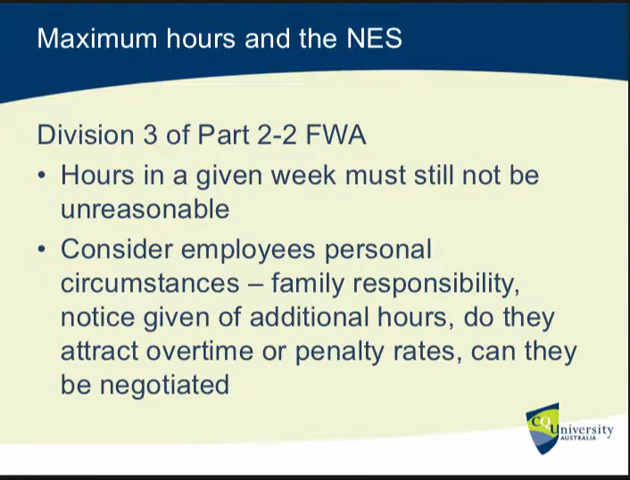 Maximum hours and the NES
Division 3 of Part 2-2 FWA
• Hours in a given week must still not be
unreasonable
• Consider employees personal
circumstances – family responsibility,
notice given of additional hours, do they
attract overtime or penalty rates, can they
be negotiated
CQUniversity
AUSTRALIA